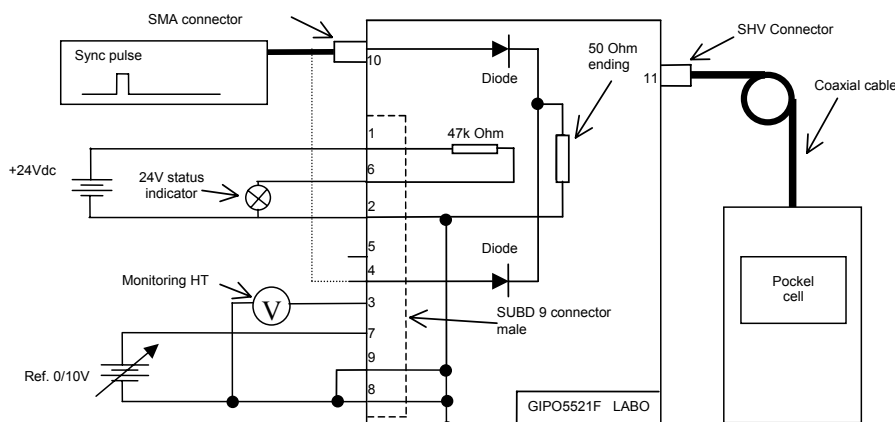 SMA connector
SHV Connector
Sync pulse
50 Ohm
ending
10
Diode
11
Coaxial cable
1
47k Ohm
+24Vdc
24V status
indicator
6
2
5
Diode
4
Monitoring HT
V
3
SUBD 9 connector
male
Pockel
cell
7
9
Ref. 0/10V
8
GIPO5521F LABO